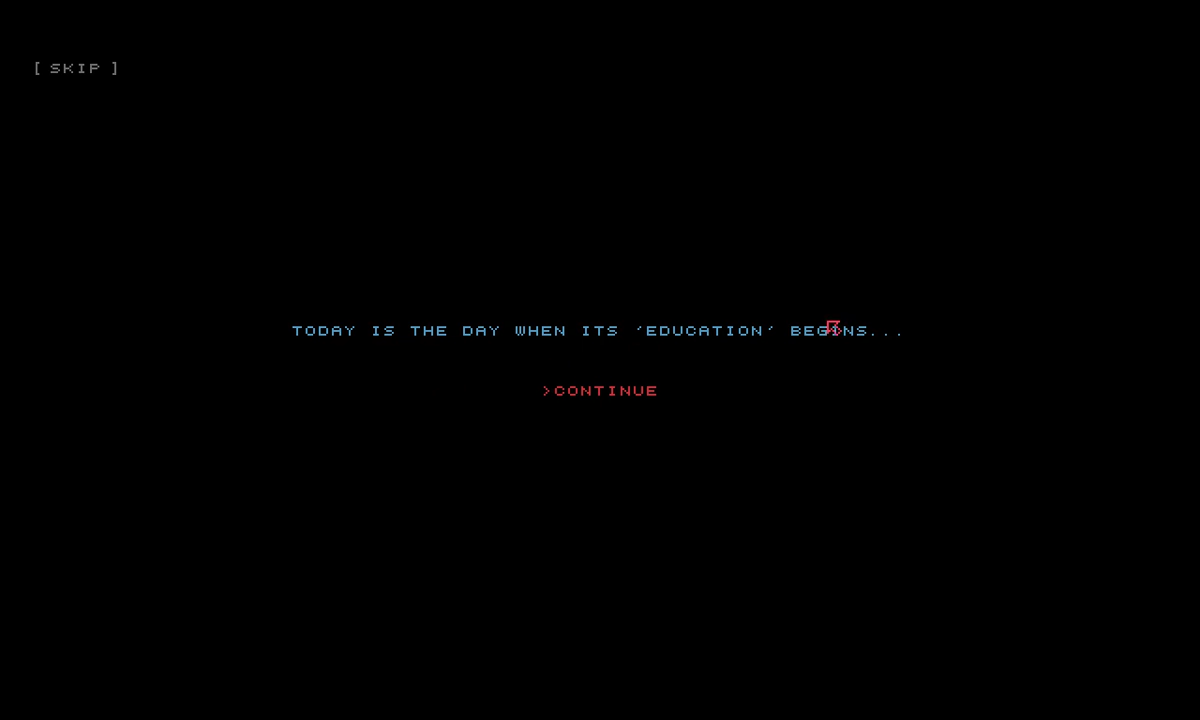 [ SKIP ]
TODAY IS THE DAY WHEN ITS 'EDUCATION' BEGINS...
>CONTINUE